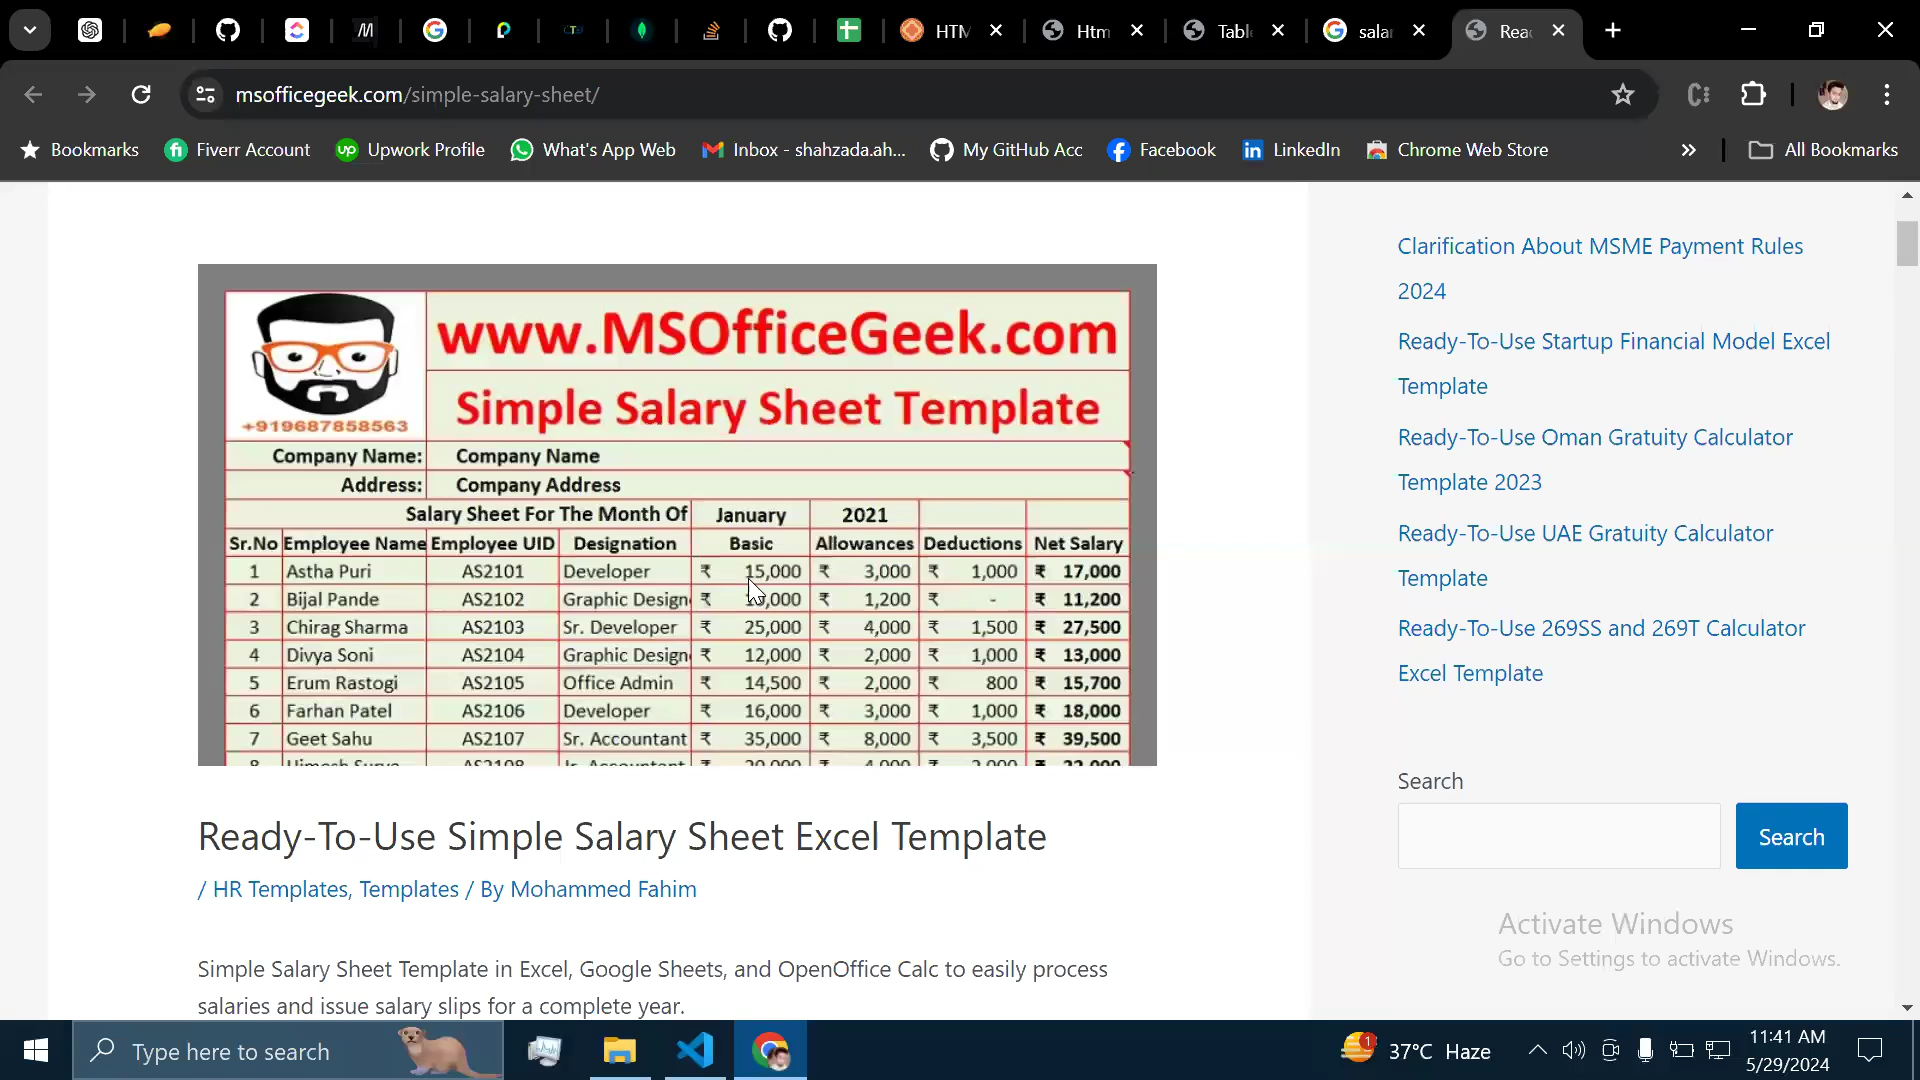 HTM
Htm
Tabl
salar
Read
msofficegeek.com/simple-salary-sheet/
Bookmarks Fiverr Account Upwork Profile What's App Web Inbox - shahzada.ah... My GitHub Acc Facebook LinkedIn Chrome Web Store » All Bookmarks
www.MSOfficeGeek.com
Simple Salary Sheet Template
+919687858563
Company Name: Company Name
Address: Company Address
Salary Sheet For The Month Of January 2021
Sr.No Employee Name Employee UID Designation Basic Allowances Deductions Net Salary
1 Astha Puri AS2101 Developer ₹ 15,000 ₹ 3,000 ₹ 1,000 ₹ 17,000
2 Bijal Pande AS2102 Graphic Design ₹ ,000 ₹ 1,200 ₹ - ₹ 11,200
3 Chirag Sharma AS2103 Sr. Developer ₹ 25,000 ₹ 4,000 ₹ 1,500 ₹ 27,500
4 Divya Soni AS2104 Graphic Design ₹ 12,000 ₹ 2,000 ₹ 1,000 ₹ 13,000
5 Erum Rastogi AS2105 Office Admin ₹ 14,500 ₹ 2,000 ₹ 800 ₹ 15,700
6 Farhan Patel AS2106 Developer ₹ 16,000 ₹ 3,000 ₹ 1,000 ₹ 18,000
7 Geet Sahu AS2107 Sr. Accountant ₹ 35,000 ₹ 8,000 ₹ 3,500 ₹ 39,500
Ready-To-Use Simple Salary Sheet Excel Template
/ HR Templates, Templates / By Mohammed Fahim
Simple Salary Sheet Template in Excel, Google Sheets, and OpenOffice Calc to easily process
salaries and issue salary slips for a complete year.
Clarification About MSME Payment Rules
2024
Ready-To-Use Startup Financial Model Excel
Template
Ready-To-Use Oman Gratuity Calculator
Template 2023
Ready-To-Use UAE Gratuity Calculator
Template
Ready-To-Use 269SS and 269T Calculator
Excel Template
Search
Search
Activate Windows
Go to Settings to activate Windows.
Type here to search
1
37°C Haze
11:41 AM
5/29/2024